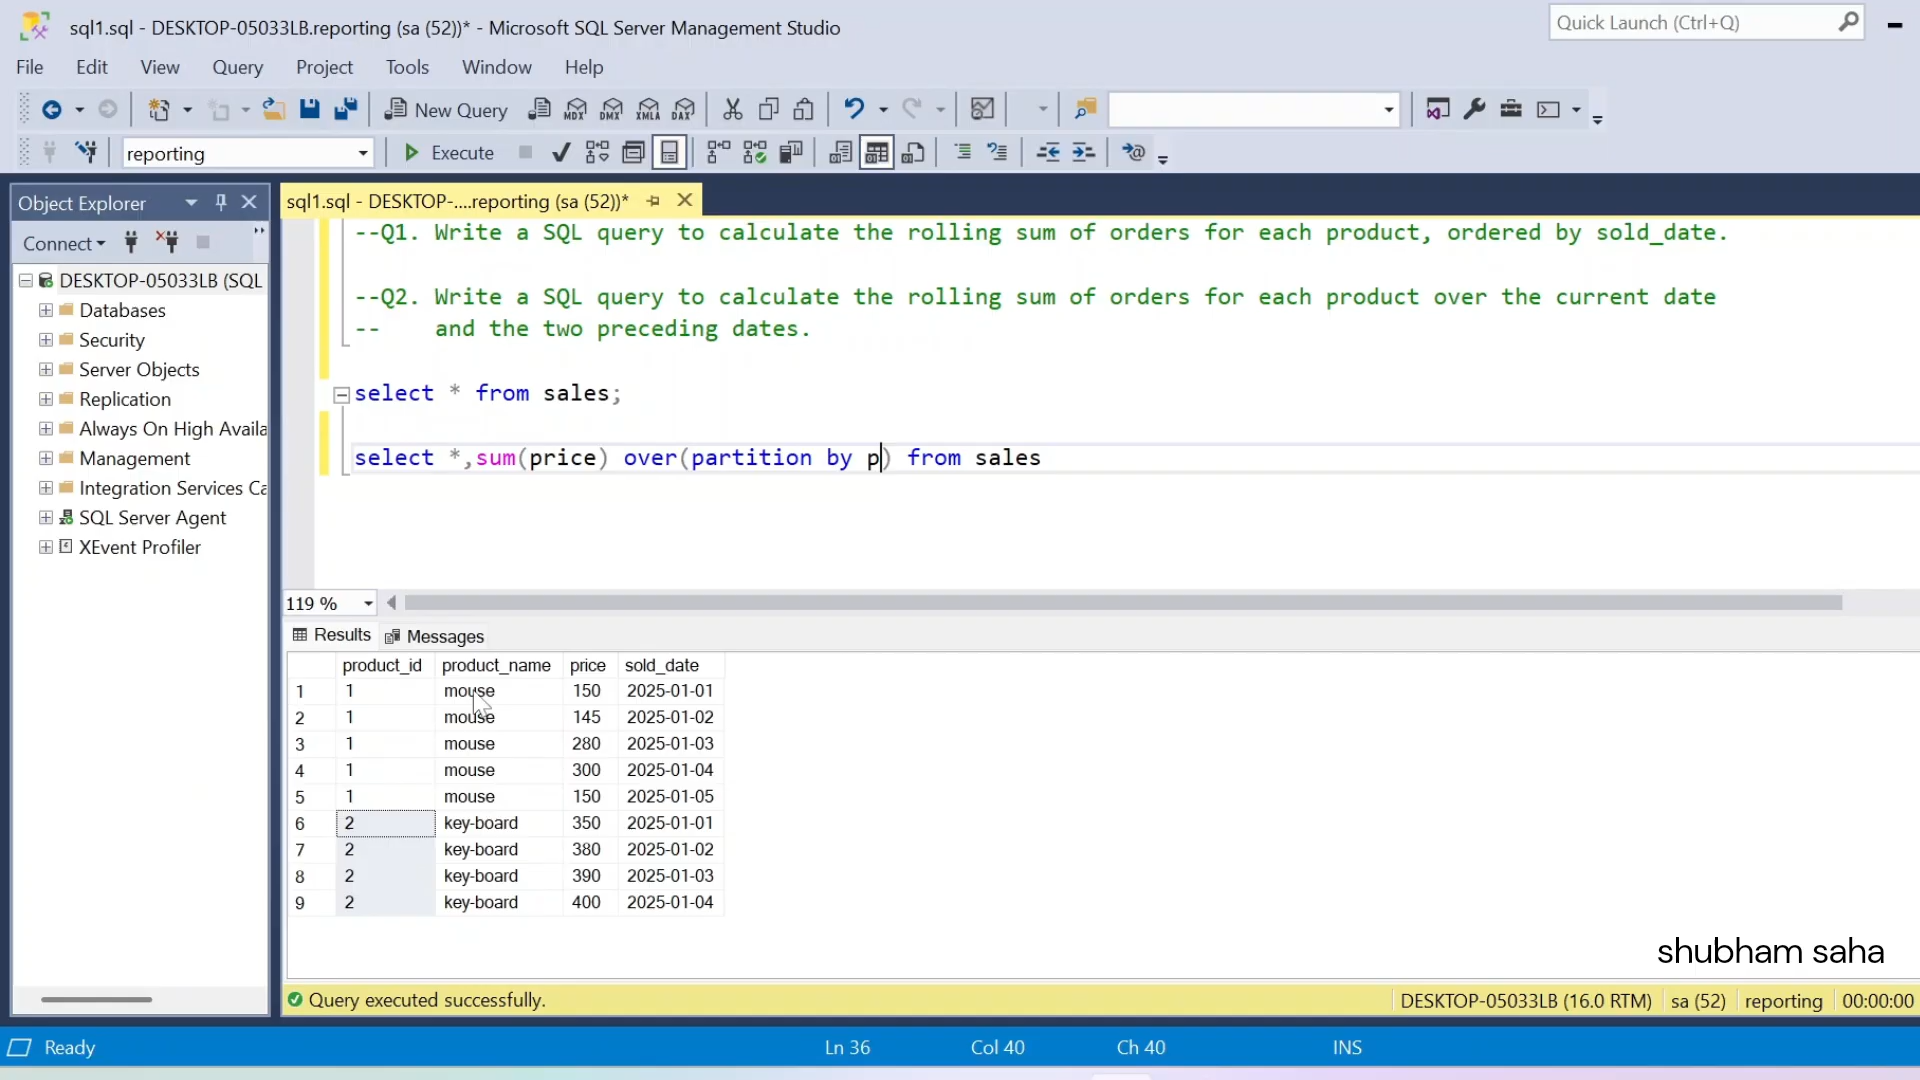 sql1.sql - DESKTOP-05033LB.reporting (sa (52))* - Microsoft SQL Server Management Studio
Quick Launch (Ctrl+Q)
File Edit View Query Project Tools Window Help
New Query MDX DMX XMLA DAX
reporting Execute
Object Explorer
sql1.sql - DESKTOP-....reporting (sa (52))*
Connect
DESKTOP-05033LB (SQL
Databases
Security
Server Objects
Replication
Always On High Availa
Management
Integration Services Ca
SQL Server Agent
XEvent Profiler
--Q1. Write a SQL query to calculate the rolling sum of orders for each product, ordered by sold_date.
--Q2. Write a SQL query to calculate the rolling sum of orders for each product over the current date
-- and the two preceding dates.
select * from sales;
select *,sum(price) over(partition by p) from sales
119 %
Results Messages
product_id product_name price sold_date
1 1 mouse 150 2025-01-01
2 1 mouse 145 2025-01-02
3 1 mouse 280 2025-01-03
4 1 mouse 300 2025-01-04
5 1 mouse 150 2025-01-05
6 2 key-board 350 2025-01-01
7 2 key-board 380 2025-01-02
8 2 key-board 390 2025-01-03
9 2 key-board 400 2025-01-04
shubham saha
Query executed successfully. DESKTOP-05033LB (16.0 RTM) sa (52) reporting 00:00:00
Ready Ln 36 Col 40 Ch 40 INS